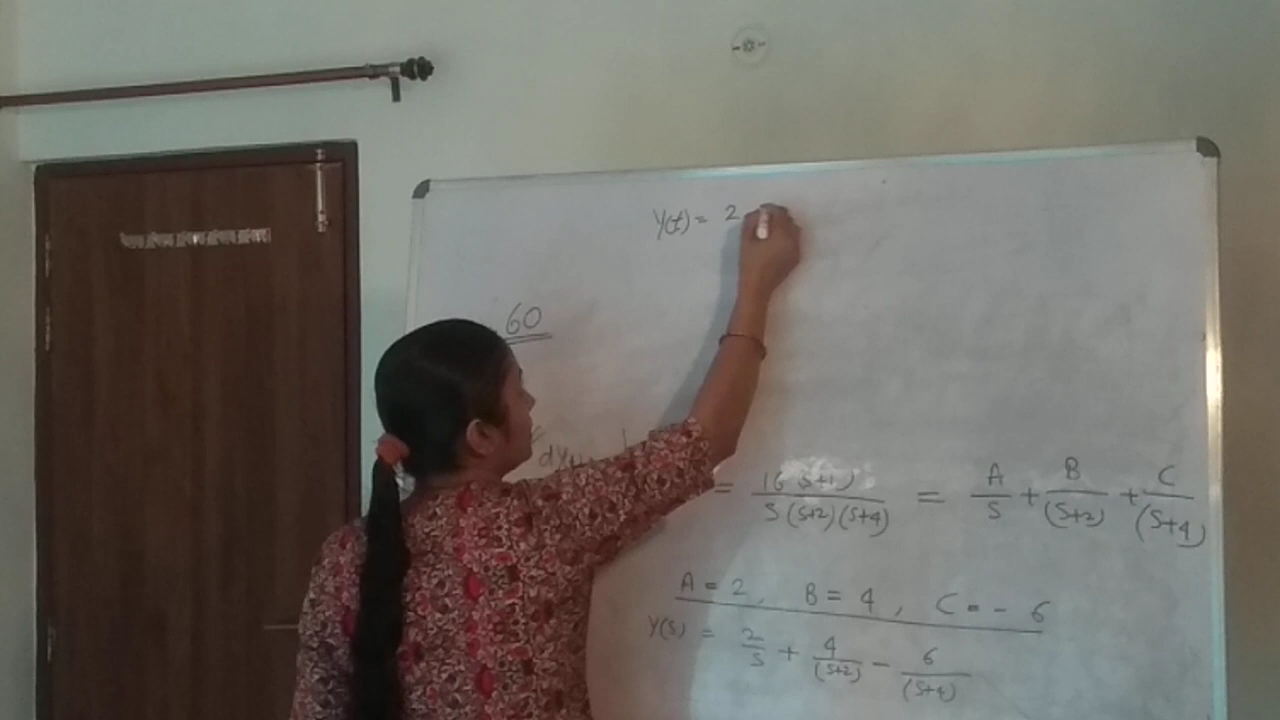 Y(t) = 2
60
dy
= 16(s+1) / s(s+2)(s+4) = A/s + B/(s+2) + C/(s+4)
A = 2, B = 4, C = - 6
Y(s) = 2/s + 4/(s+2) - 6/(s+4)